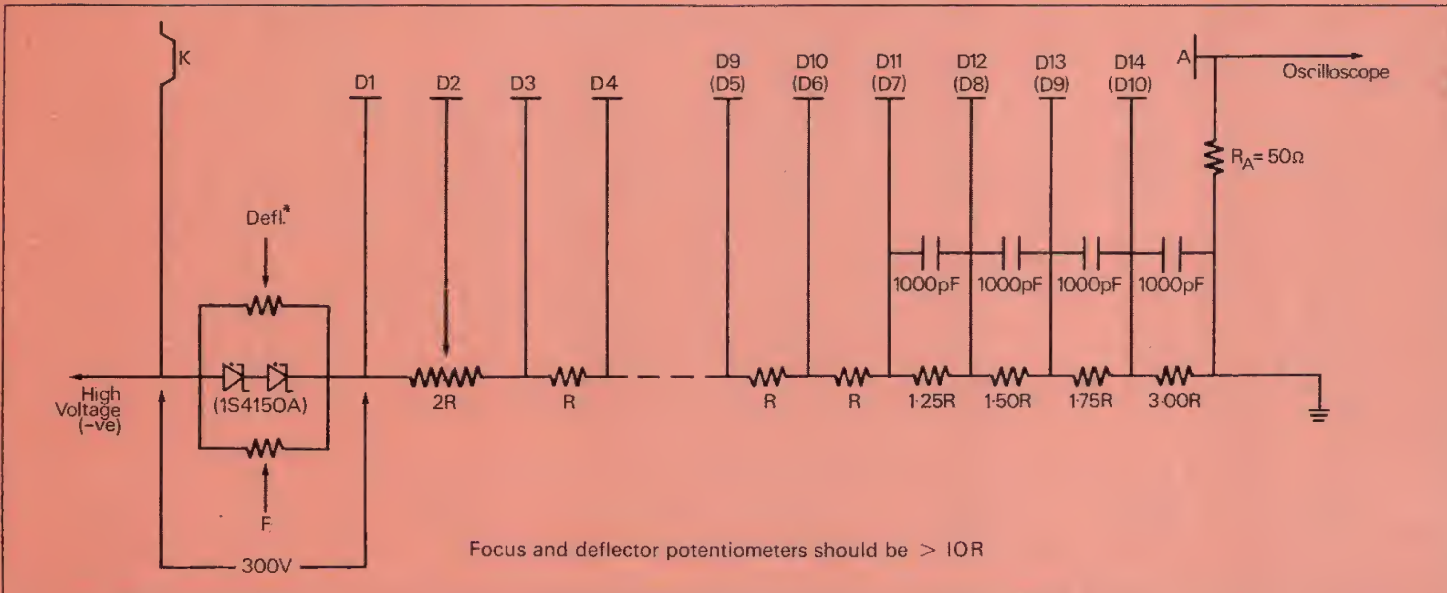 K
A
Oscilloscope
D1
D2
D3
D4
D9
(D5)
D10
(D6)
D11
(D7)
D12
(D8)
D13
(D9)
D14
(D10)
R_A = 50Ω
Defl.*
1000pF
1000pF
1000pF
1000pF
High
Voltage
(-ve)
(1S4150A)
2R
R
R
R
1·25R
1·50R
1·75R
3·00R
F
300V
Focus and deflector potentiometers should be > 10R